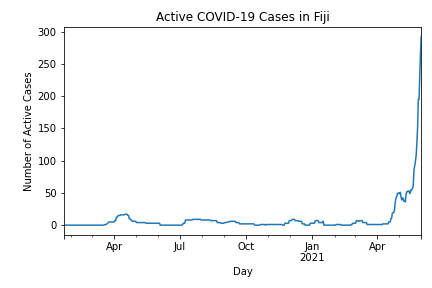 Active COVID-19 Cases in Fiji
300
250
200
150
100
50
0
Number of Active Cases
Apr
Jul
Oct
Jan
2021
Apr
Day